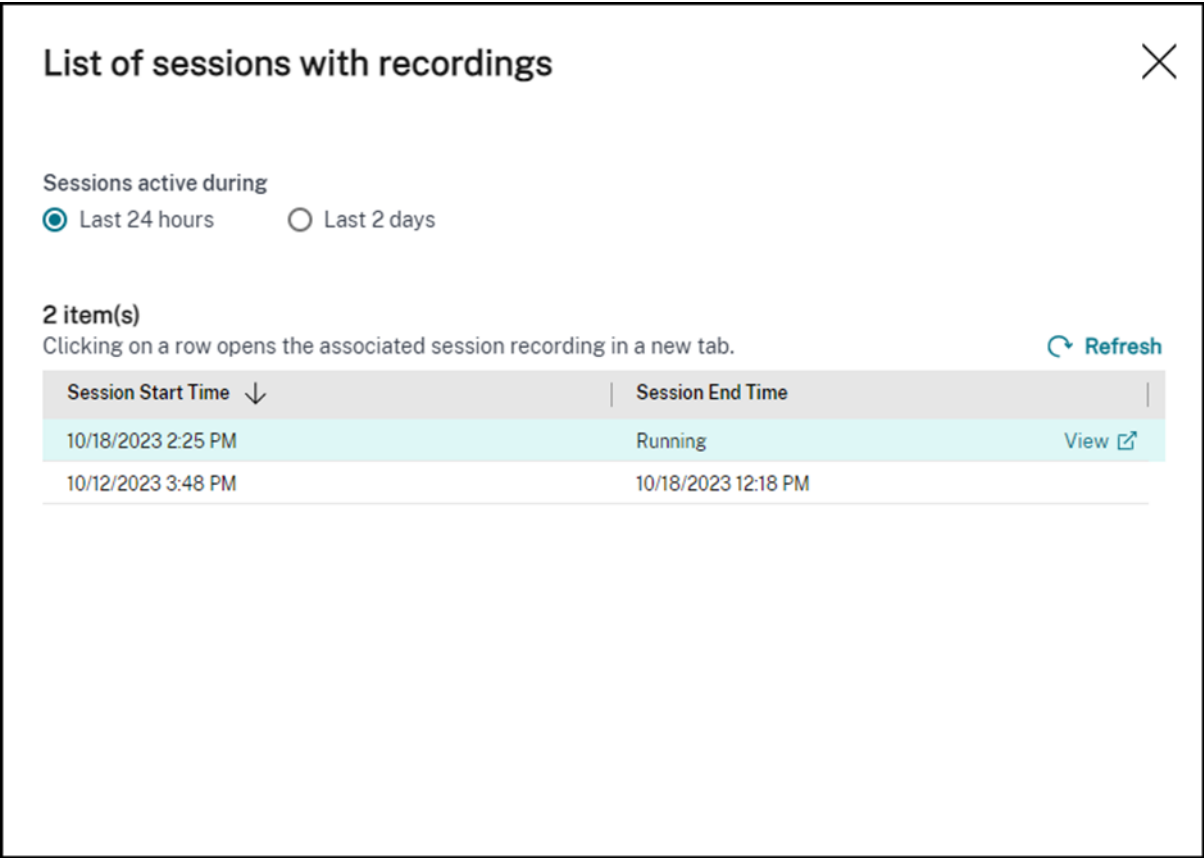 List of sessions with recordings
Sessions active during
Last 24 hours Last 2 days
2 item(s)
Clicking on a row opens the associated session recording in a new tab. Refresh
Session Start Time Session End Time
10/18/2023 2:25 PM Running View
10/12/2023 3:48 PM 10/18/2023 12:18 PM